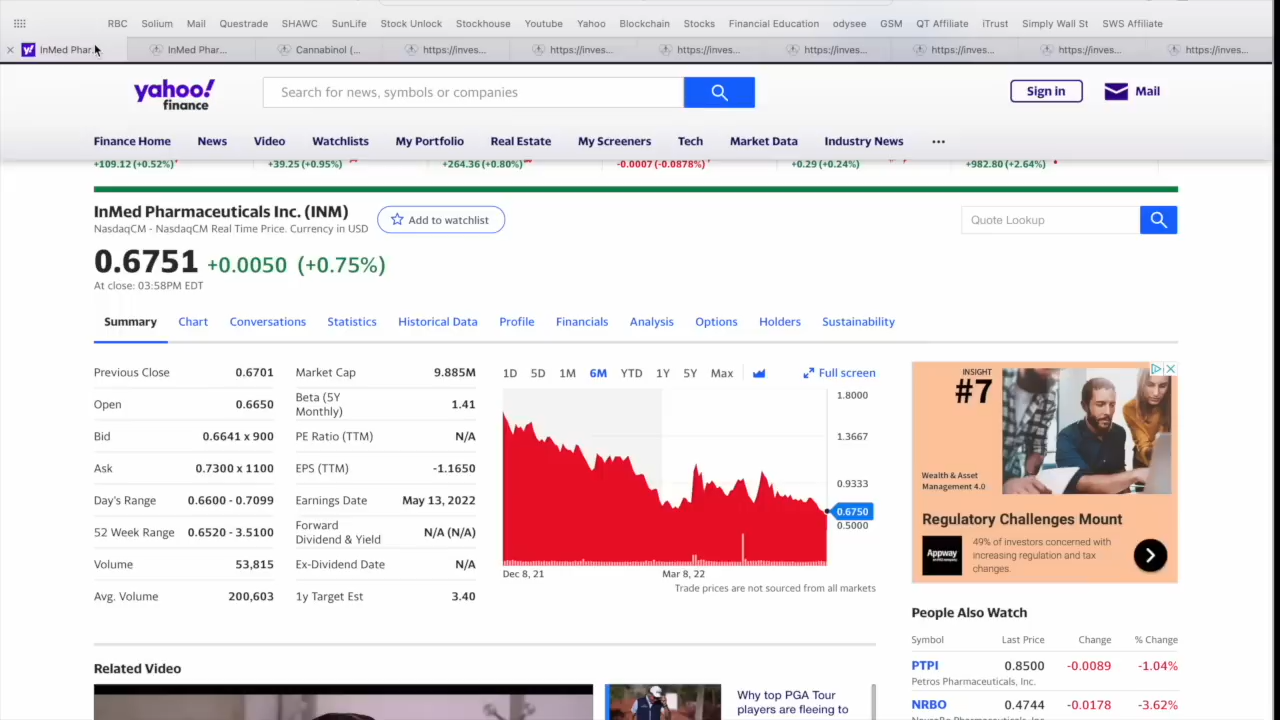 RBC Solium Mail Questrade SHAWC SunLife Stock Unlock Stockhouse Youtube Yahoo Blockchain Stocks Financial Education odysee GSM QT Affiliate iTrust Simply Wall St SWS Affiliate
InMed Phar... InMed Phar... Cannabinol (... https://inves... https://inves... https://inves... https://inves... https://inves... https://inves... https://inves...
yahoo!
finance
Search for news, symbols or companies
Sign in Mail
Finance Home News Video Watchlists My Portfolio Real Estate My Screeners Tech Market Data Industry News ...
+109.12 (+0.52%) +39.25 (+0.95%) +264.36 (+0.80%) -0.0007 (-0.0878%) +0.29 (+0.24%) +982.80 (+2.64%)
InMed Pharmaceuticals Inc. (INM)
Add to watchlist
Quote Lookup
NasdaqCM - NasdaqCM Real Time Price. Currency in USD
0.6751 +0.0050 (+0.75%)
At close: 03:58PM EDT
Summary Chart Conversations Statistics Historical Data Profile Financials Analysis Options Holders Sustainability
Previous Close 0.6701
Open 0.6650
Bid 0.6641 x 900
Ask 0.7300 x 1100
Day's Range 0.6600 - 0.7099
52 Week Range 0.6520 - 3.5100
Volume 53,815
Avg. Volume 200,603
Market Cap 9.885M
Beta (5Y
Monthly) 1.41
PE Ratio (TTM) N/A
EPS (TTM) -1.1650
Earnings Date May 13, 2022
Forward
Dividend & Yield N/A (N/A)
Ex-Dividend Date N/A
1y Target Est 3.40
1D 5D 1M 6M YTD 1Y 5Y Max Full screen
1.8000
1.3667
0.9333
0.6750
0.5000
Dec 8, 21 Mar 8, 22
Trade prices are not sourced from all markets
INSIGHT
#7
Wealth & Asset
Management 4.0
Regulatory Challenges Mount
Appway
49% of investors concerned with
increasing regulation and tax
changes.
People Also Watch
Symbol Last Price Change % Change
PTPI 0.8500 -0.0089 -1.04%
Petros Pharmaceuticals, Inc.
NRBO 0.4744 -0.0178 -3.62%
Related Video
Why top PGA Tour
players are fleeing to